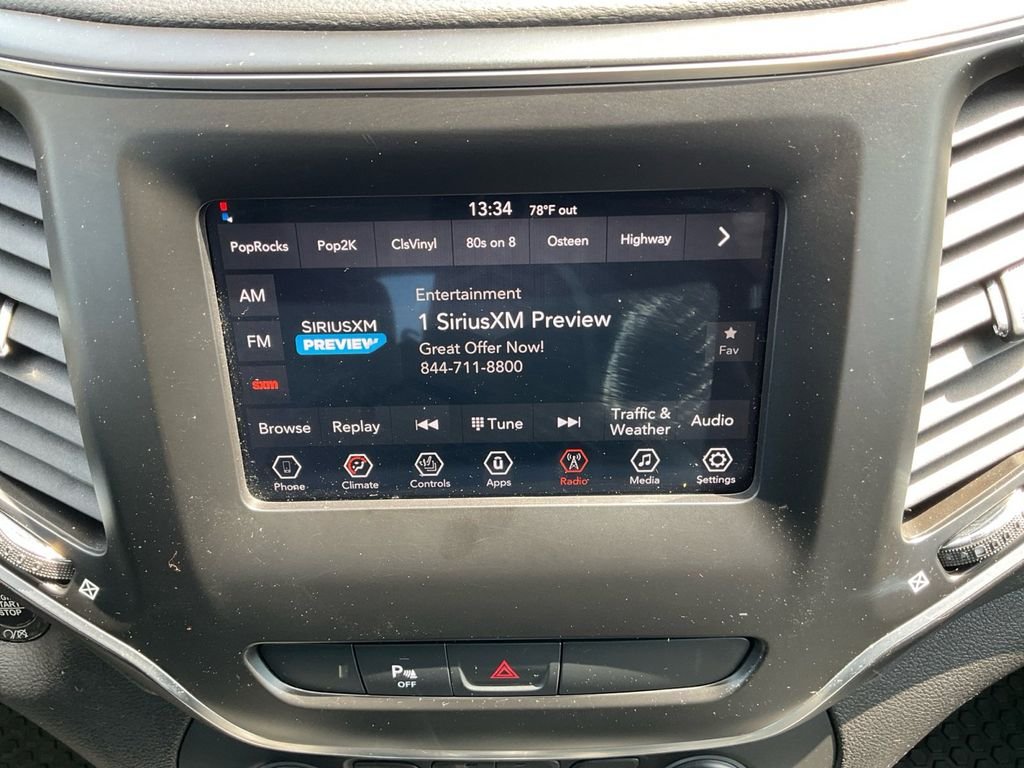 13:34 78°F out
PopRocks Pop2K ClsVinyl 80s on 8 Osteen Highway
AM
FM
sxm
SIRIUSXM
PREVIEW
Entertainment
1 SiriusXM Preview
Great Offer Now!
844-711-8800
Fav
Browse Replay Tune Traffic & Weather Audio
Phone Climate Controls Apps Radio Media Settings
P OFF
STOP